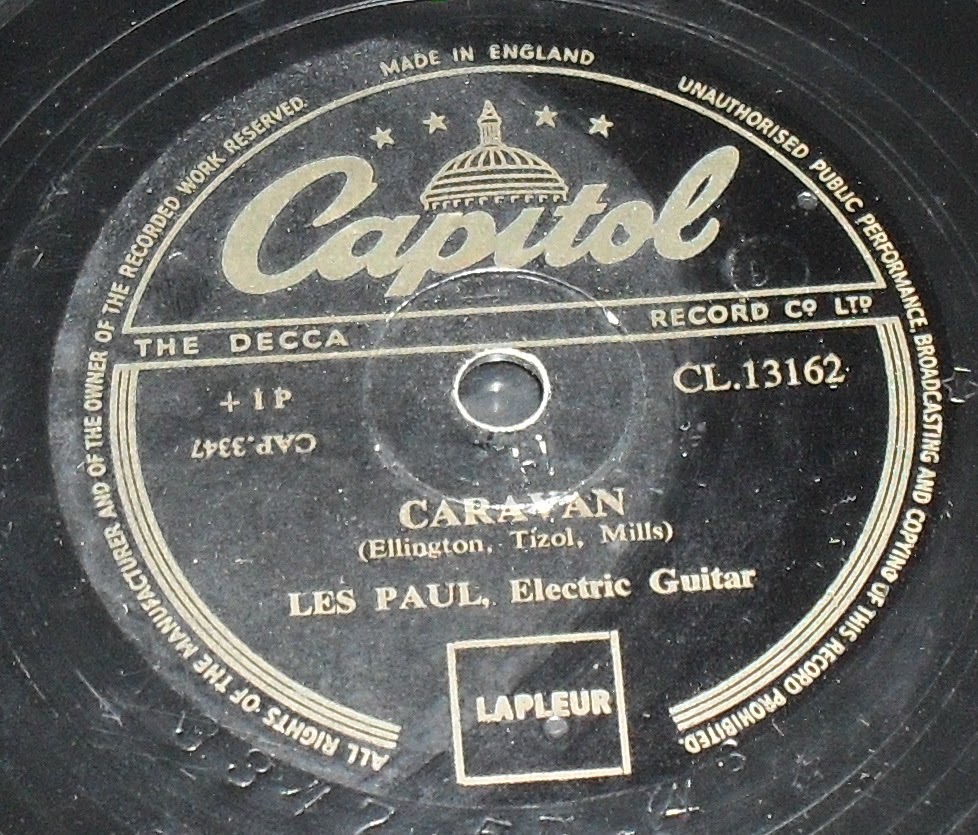 MADE IN ENGLAND
UNAUTHORISED PUBLIC PERFORMANCE, BROADCASTING AND COPYING OF THIS RECORD PROHIBITED.
ALL RIGHTS OF THE MANUFACTURER AND OF THE OWNER OF THE RECORDED WORK RESERVED.
Capitol
THE DECCA RECORD CO. LTD
CL.13162
+ 1 P
CAP.3347
CARAVAN
(Ellington, Tizol, Mills)
LES PAUL, Electric Guitar
LAPLEUR